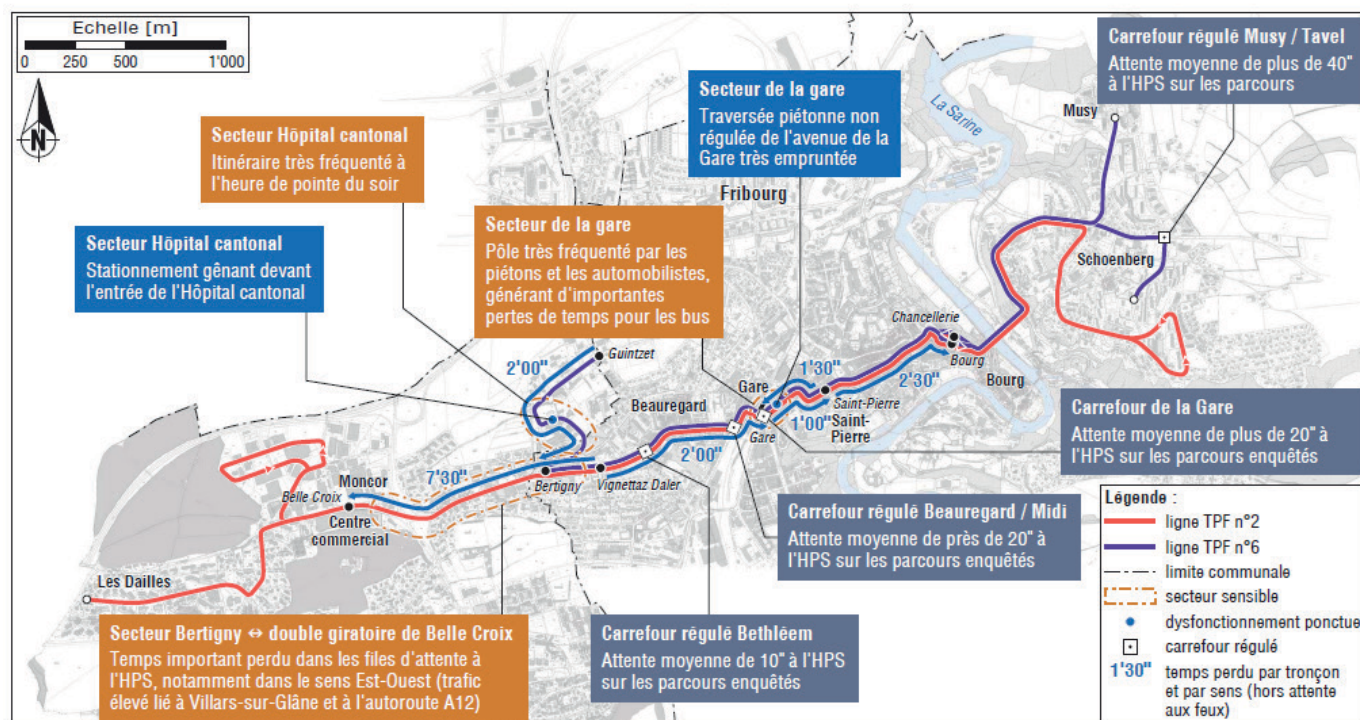 Echelle [m]
0 250 500 1'000
N
Carrefour régulé Musy / Tavel
Attente moyenne de plus de 40"
à l'HPS sur les parcours
Secteur de la gare
Traversée piétonne non
régulée de l'avenue de la
Gare très empruntée
La Sarine
Musy
Secteur Hôpital cantonal
Itinéraire très fréquenté à
l'heure de pointe du soir
Fribourg
Secteur de la gare
Pôle très fréquenté par les
piétons et les automobilistes,
générant d'importantes
pertes de temps pour les bus
Secteur Hôpital cantonal
Stationnement gênant devant
l'entrée de l'Hôpital cantonal
Schoenberg
Chancellerie
Bourg
Bourg
Guintzet
2'00"
1'30"
2'30"
Gare
Beauregard
Saint-Pierre
Saint-
Pierre
1'00"
Gare
2'00"
Carrefour de la Gare
Attente moyenne de plus de 20" à
l'HPS sur les parcours enquêtés
7'30"
Moncor
Belle Croix
Bertigny
Vignettaz Daler
Centre
commercial
Les Dailles
Carrefour régulé Beauregard / Midi
Attente moyenne de près de 20" à
l'HPS sur les parcours enquêtés
Secteur Bertigny ↔ double giratoire de Belle Croix
Temps important perdu dans les files d'attente à
l'HPS, notamment dans le sens Est-Ouest (trafic
élevé lié à Villars-sur-Glâne et à l'autoroute A12)
Carrefour régulé Bethléem
Attente moyenne de 10" à l'HPS
sur les parcours enquêtés
Légende :
ligne TPF n°2
ligne TPF n°6
limite communale
secteur sensible
dysfonctionnement ponctue
carrefour régulé
1'30" temps perdu par tronçon
et par sens (hors attente
aux feux)